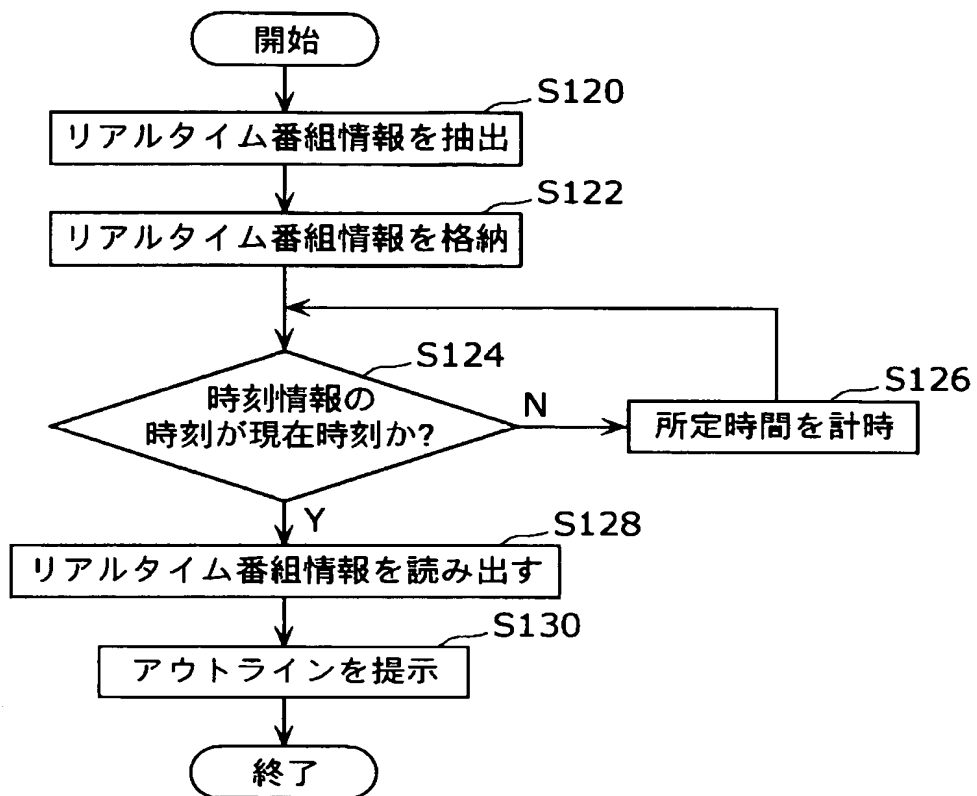 開始
S120
リアルタイム番組情報を抽出
S122
リアルタイム番組情報を格納
S124
時刻情報の
時刻が現在時刻か?
N
S126
所定時間を計時
Y
S128
リアルタイム番組情報を読み出す
S130
アウトラインを提示
終了